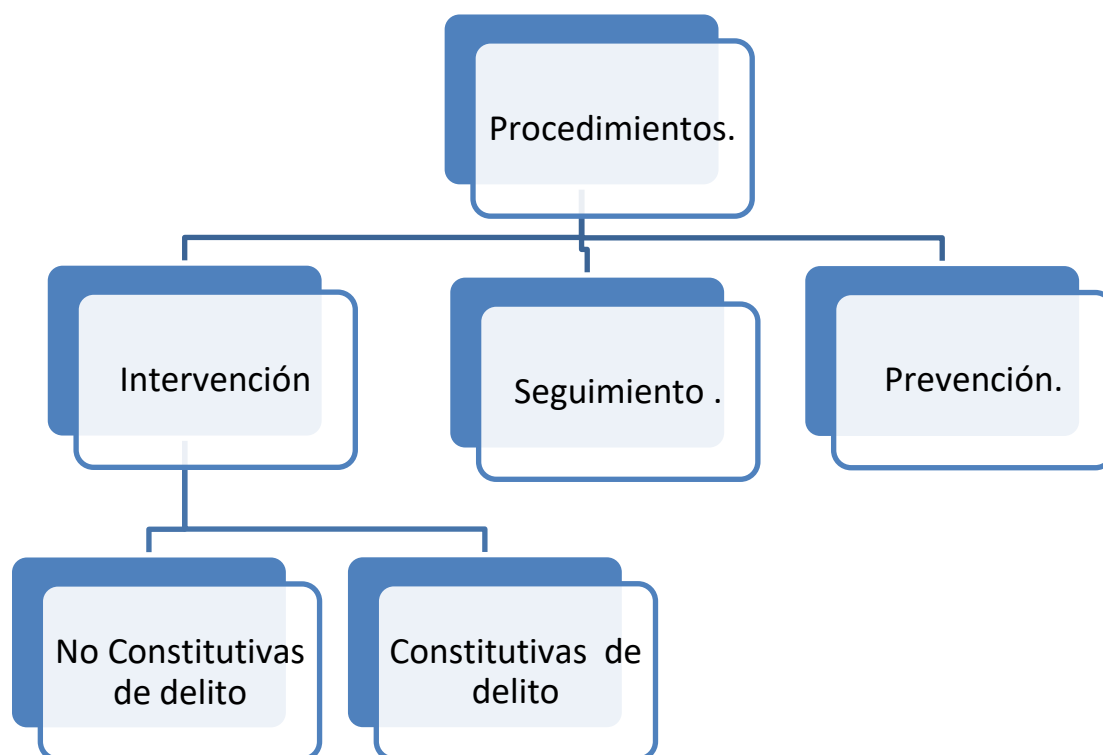 Procedimientos.
Intervención
Seguimiento .
Prevención.
No Constitutivas
de delito
Constitutivas  de
delito